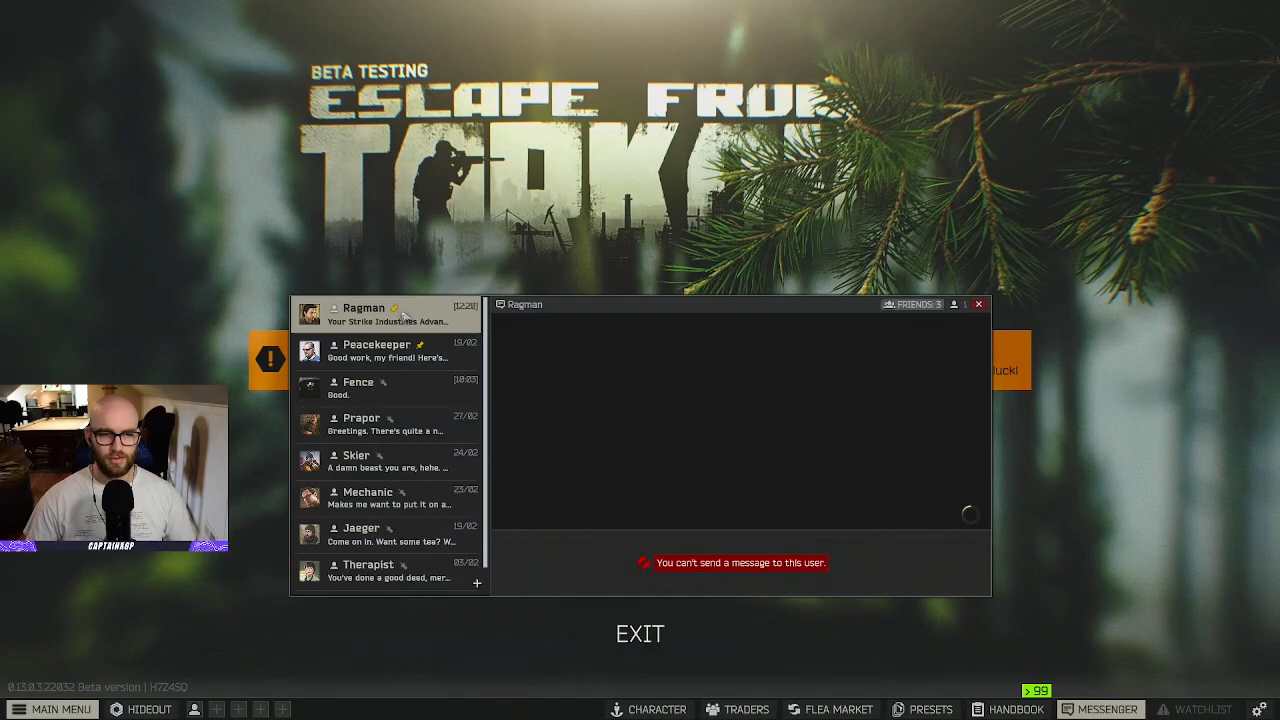 BETA TESTING
ESCAPE FROM
TARKOV
Ragman
[12:20]
Your Strike Industries Advan...
Peacekeeper
19/02
Good work, my friend! Here's...
Fence
[10:03]
Good.
Prapor
27/02
Greetings. There's quite a n...
Skier
24/02
A damn beast you are, hehe. ...
Mechanic
23/02
Makes me want to put it on a...
Jaeger
19/02
Come on in. Want some tea? W...
Therapist
03/02
You've done a good deed, mer...
+
Ragman
FRIENDS: 3
1
luck!
You can't send a message to this user.
CAPTAINXGP
EXIT
0.13.0.3.22032 Beta version | H7Z4SQ
> 99
MAIN MENU
HIDEOUT
CHARACTER
TRADERS
FLEA MARKET
PRESETS
HANDBOOK
MESSENGER
WATCHLIST